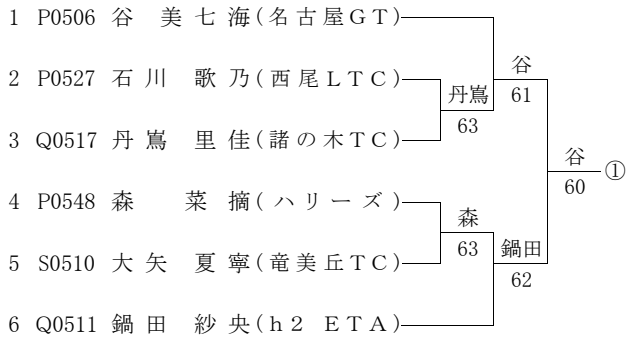 1 P0506 谷 美七海(名古屋GT)
谷
2 P0527 石川 歌乃(西尾LTC)
丹嶌
61
63
3 Q0517 丹嶌 里佳(諸の木TC)
谷
①
60
4 P0548 森 菜摘(ハリーズ)
森
5 S0510 大矢 夏寧(竜美丘TC)
63
鍋田
62
6 Q0511 鍋田 紗央(h2 ETA)